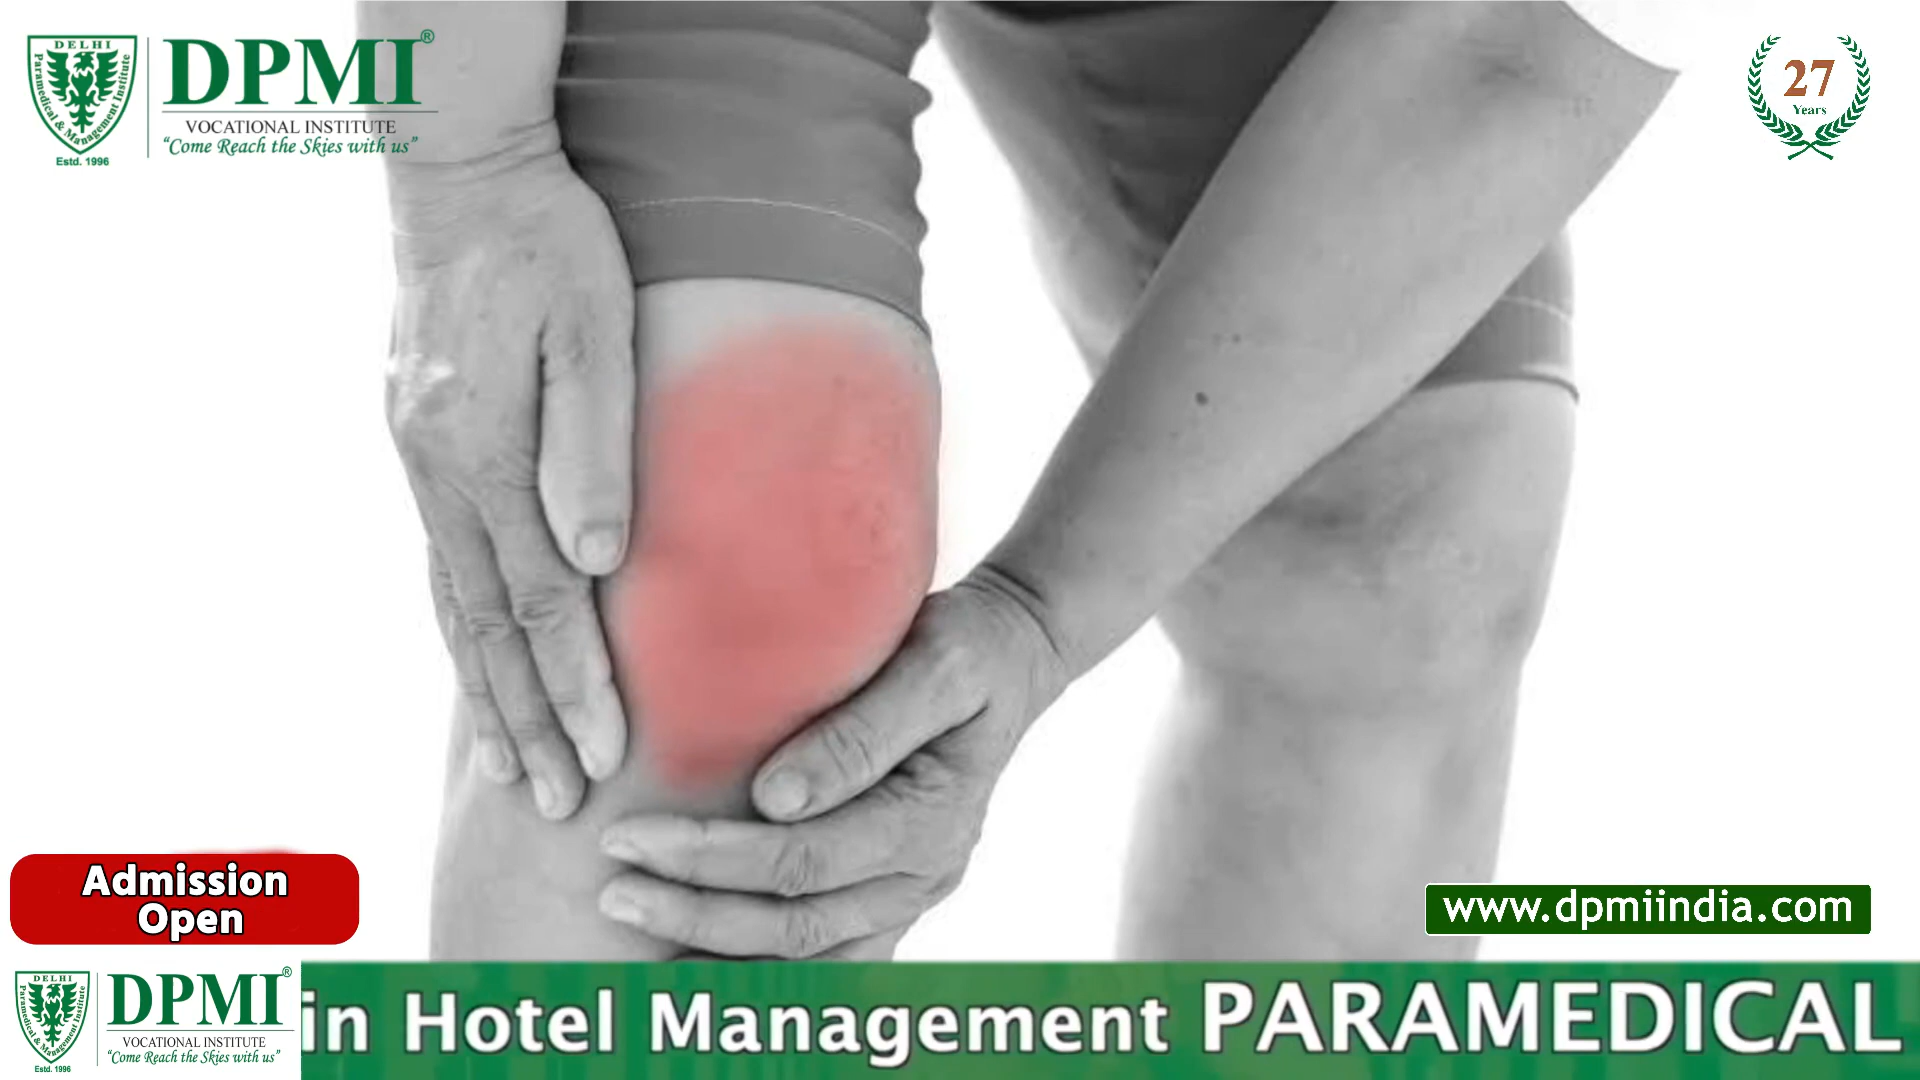 DELHI
Paramedical & Management Institute
Estd. 1996
DPMI®
VOCATIONAL INSTITUTE
“Come Reach the Skies with us”
27
Years
Admission
Open
www.dpmiindia.com
DELHI
Paramedical & Management Institute
Estd. 1996
DPMI®
VOCATIONAL INSTITUTE
“Come Reach the Skies with us”
in Hotel Management PARAMEDICAL